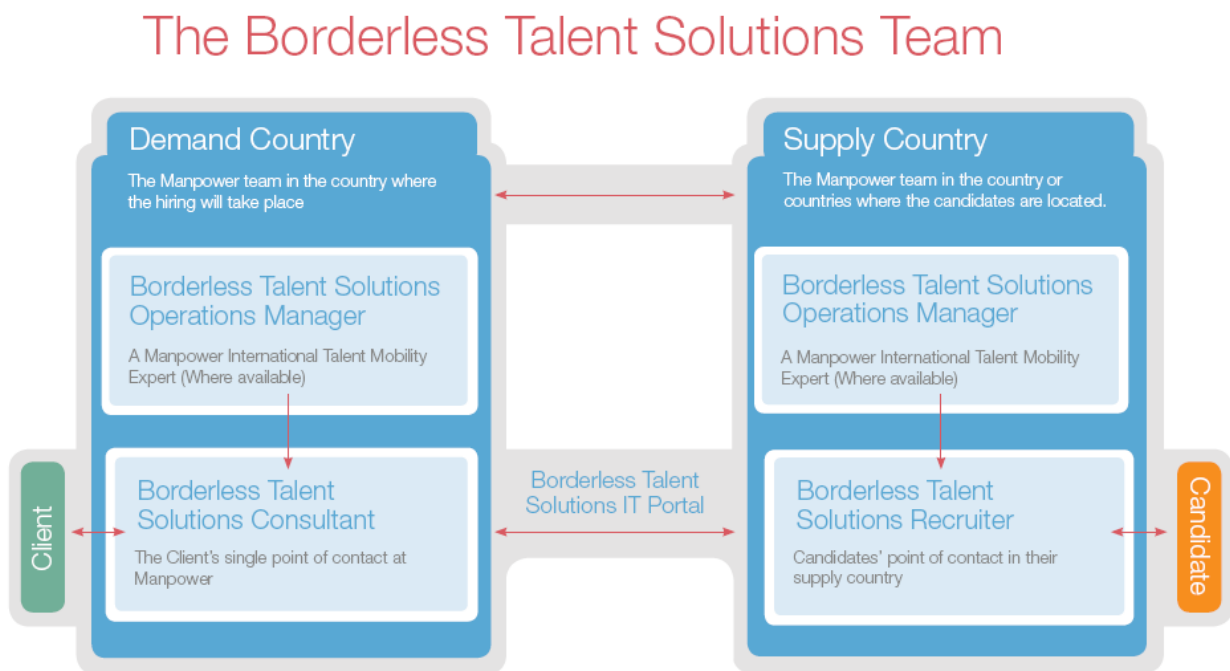 The Borderless Talent Solutions Team
Demand Country
The Manpower team in the country where
the hiring will take place
Borderless Talent Solutions
Operations Manager
A Manpower International Talent Mobility
Expert (Where available)
Borderless Talent
Solutions Consultant
The Client's single point of contact at
Manpower
Client
Borderless Talent
Solutions IT Portal
Supply Country
The Manpower team in the country or
countries where the candidates are located.
Borderless Talent Solutions
Operations Manager
A Manpower International Talent Mobility
Expert (Where available)
Borderless Talent
Solutions Recruiter
Candidates' point of contact in their
supply country
Candidate